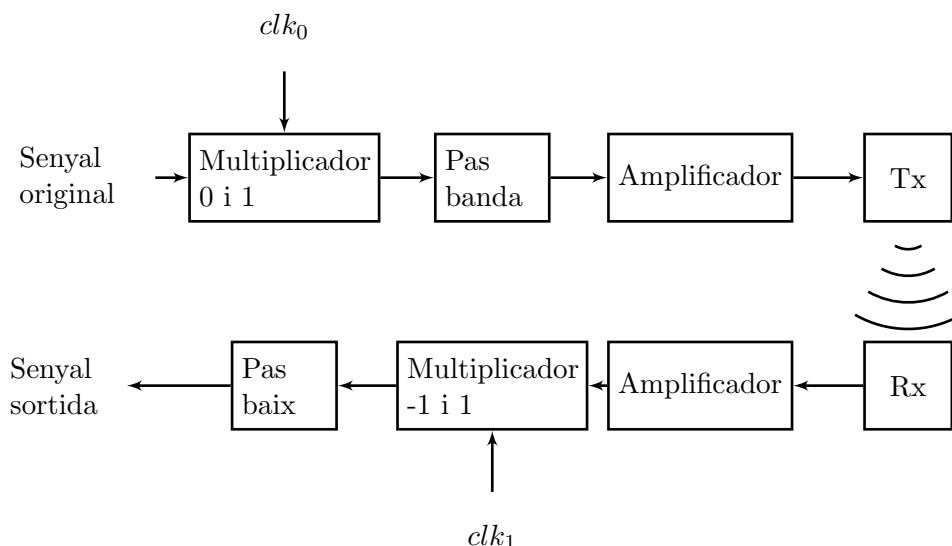 clk0
Senyal
original
Multiplicador
0 i 1
Pas
banda
Amplificador
Tx
Senyal
sortida
Pas
baix
Multiplicador
-1 i 1
Amplificador
Rx
clk1